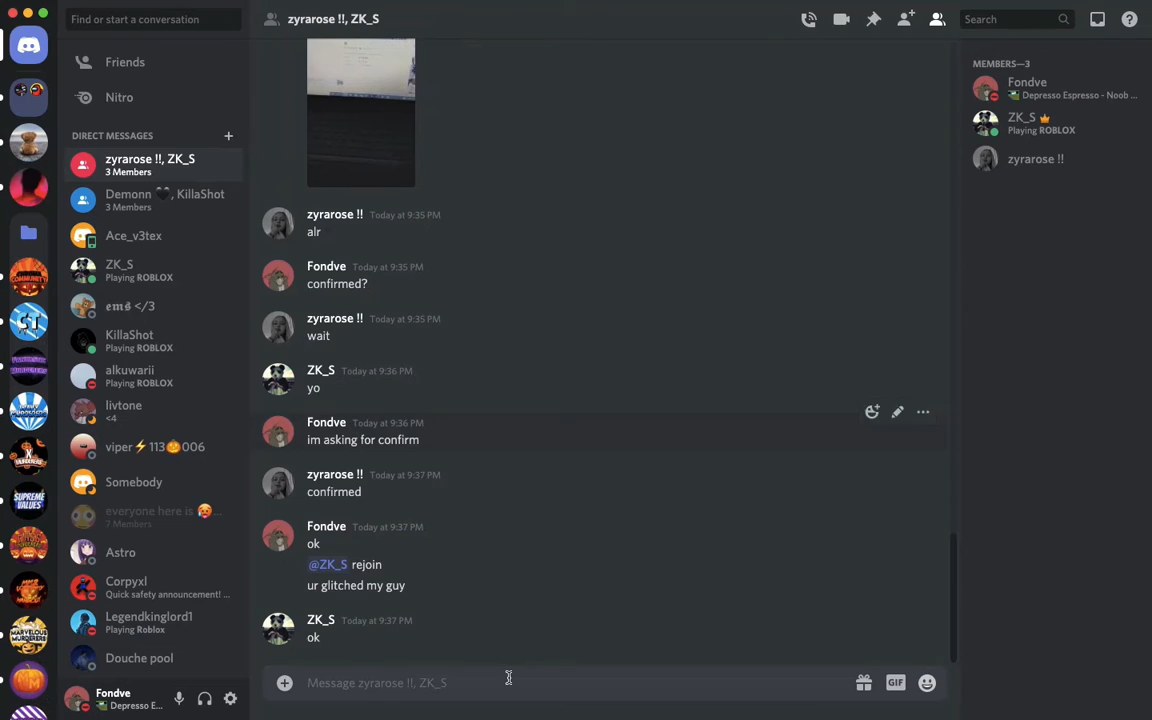 Find or start a conversation
Friends
Nitro
DIRECT MESSAGES
zyrarose !!, ZK_S
3 Members
Demonn 🖤, KillaShot
3 Members
Ace_v3tex
ZK_S
Playing ROBLOX
𝖊𝖒𝖘 </3
KillaShot
Playing ROBLOX
alkuwarii
Playing ROBLOX
livtone
<4
viper⚡113🎃006
Somebody
everyone here is 🥵...
7 Members
Astro
Corpyxl
Quick safety announcement! ...
Legendkinglord1
Playing Roblox
Douche pool
Fondve
Depresso E...
zyrarose !!, ZK_S
Search
zyrarose !! Today at 9:35 PM
alr
Fondve Today at 9:35 PM
confirmed?
zyrarose !! Today at 9:35 PM
wait
ZK_S Today at 9:36 PM
yo
Fondve Today at 9:36 PM
im asking for confirm
zyrarose !! Today at 9:37 PM
confirmed
Fondve Today at 9:37 PM
ok
@ZK_S rejoin
ur glitched my guy
ZK_S Today at 9:37 PM
ok
Message zyrarose !!, ZK_S
GIF
MEMBERS—3
Fondve
Depresso Espresso - Noob ...
ZK_S
Playing ROBLOX
zyrarose !!
COMMUNITY
CT
SUPREME
VALUES